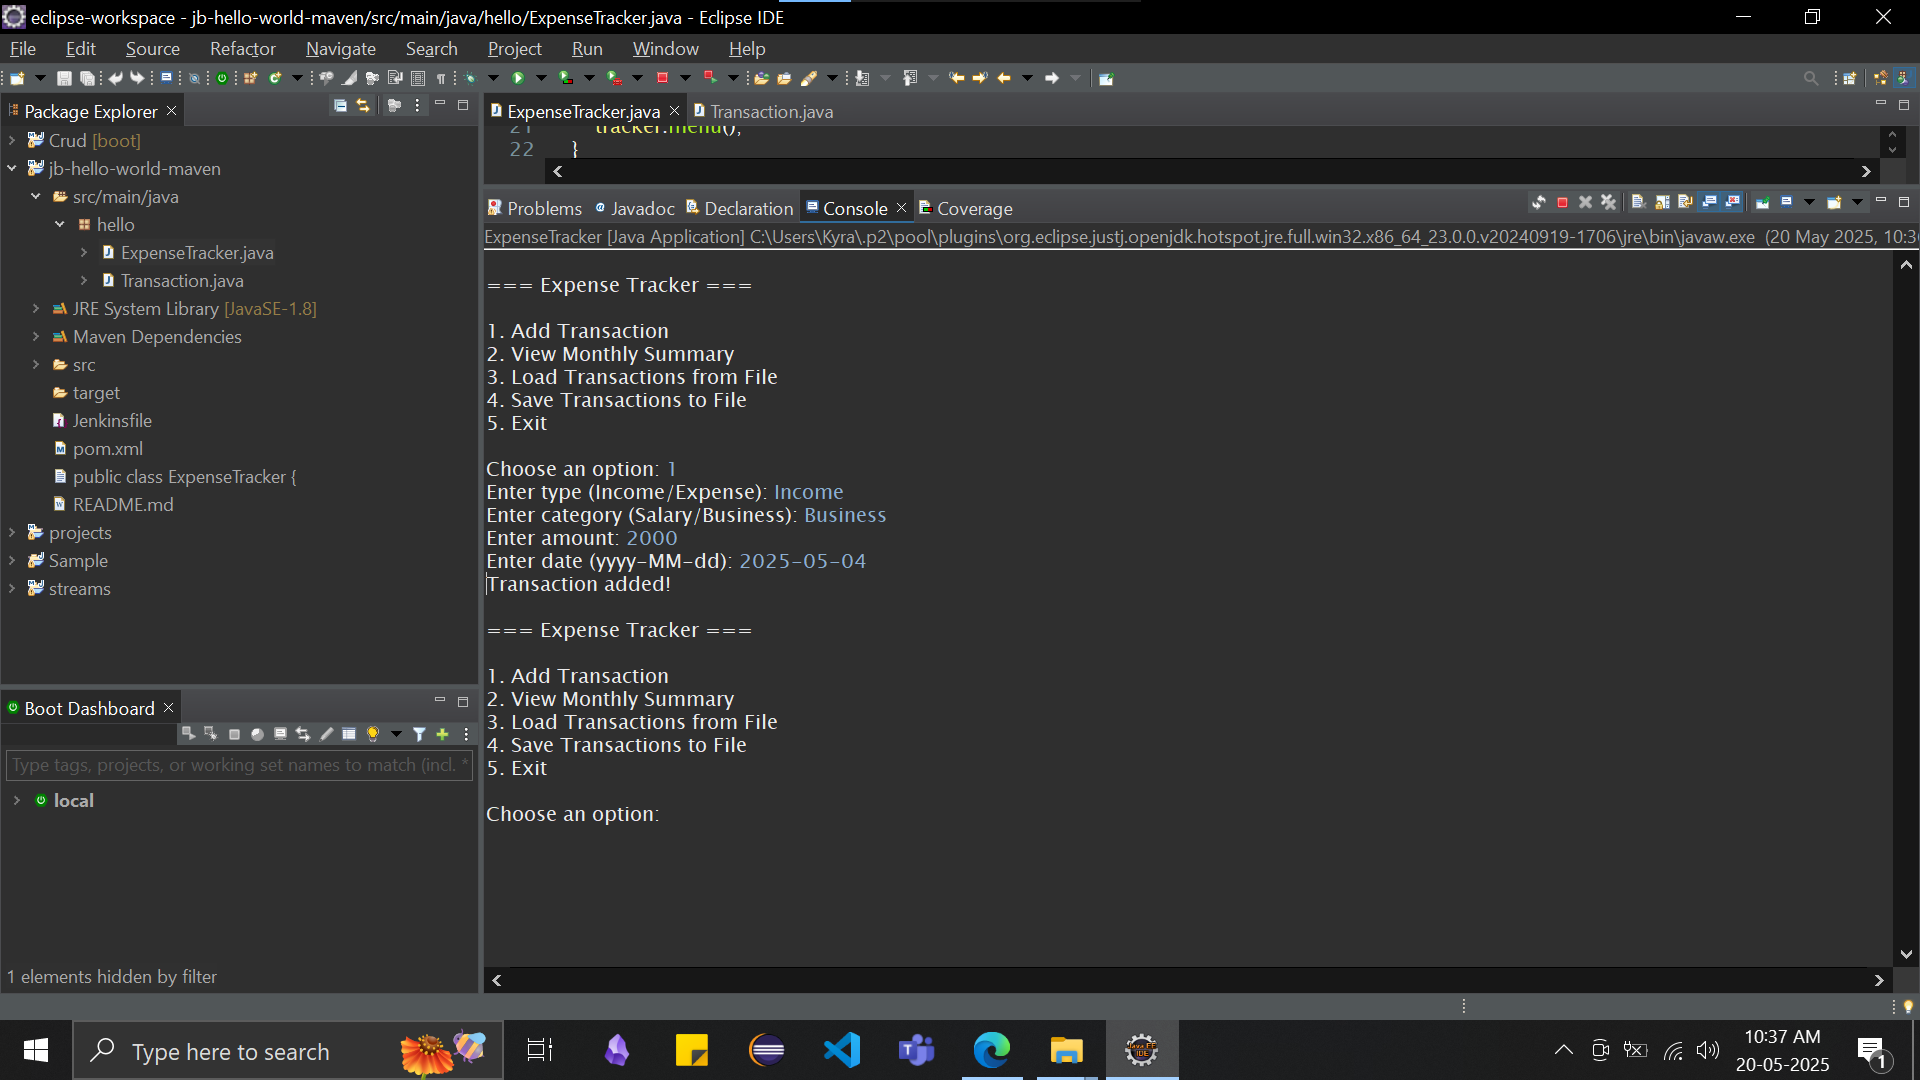 eclipse-workspace - jb-hello-world-maven/src/main/java/hello/ExpenseTracker.java - Eclipse IDE
File Edit Source Refactor Navigate Search Project Run Window Help
Package Explorer
Crud [boot]
jb-hello-world-maven
src/main/java
hello
ExpenseTracker.java
Transaction.java
JRE System Library [JavaSE-1.8]
Maven Dependencies
src
target
Jenkinsfile
pom.xml
public class ExpenseTracker {
README.md
projects
Sample
streams
Boot Dashboard
Type tags, projects, or working set names to match (incl. *
local
1 elements hidden by filter
ExpenseTracker.java Transaction.java
21 tracker.menu();
22 }
Problems Javadoc Declaration Console Coverage
ExpenseTracker [Java Application] C:\Users\Kyra\.p2\pool\plugins\org.eclipse.justj.openjdk.hotspot.jre.full.win32.x86_64_23.0.0.v20240919-1706\jre\bin\javaw.exe (20 May 2025, 10:3
=== Expense Tracker ===
1. Add Transaction
2. View Monthly Summary
3. Load Transactions from File
4. Save Transactions to File
5. Exit
Choose an option: 1
Enter type (Income/Expense): Income
Enter category (Salary/Business): Business
Enter amount: 2000
Enter date (yyyy-MM-dd): 2025-05-04
Transaction added!
=== Expense Tracker ===
1. Add Transaction
2. View Monthly Summary
3. Load Transactions from File
4. Save Transactions to File
5. Exit
Choose an option:
Type here to search
10:37 AM
20-05-2025
1